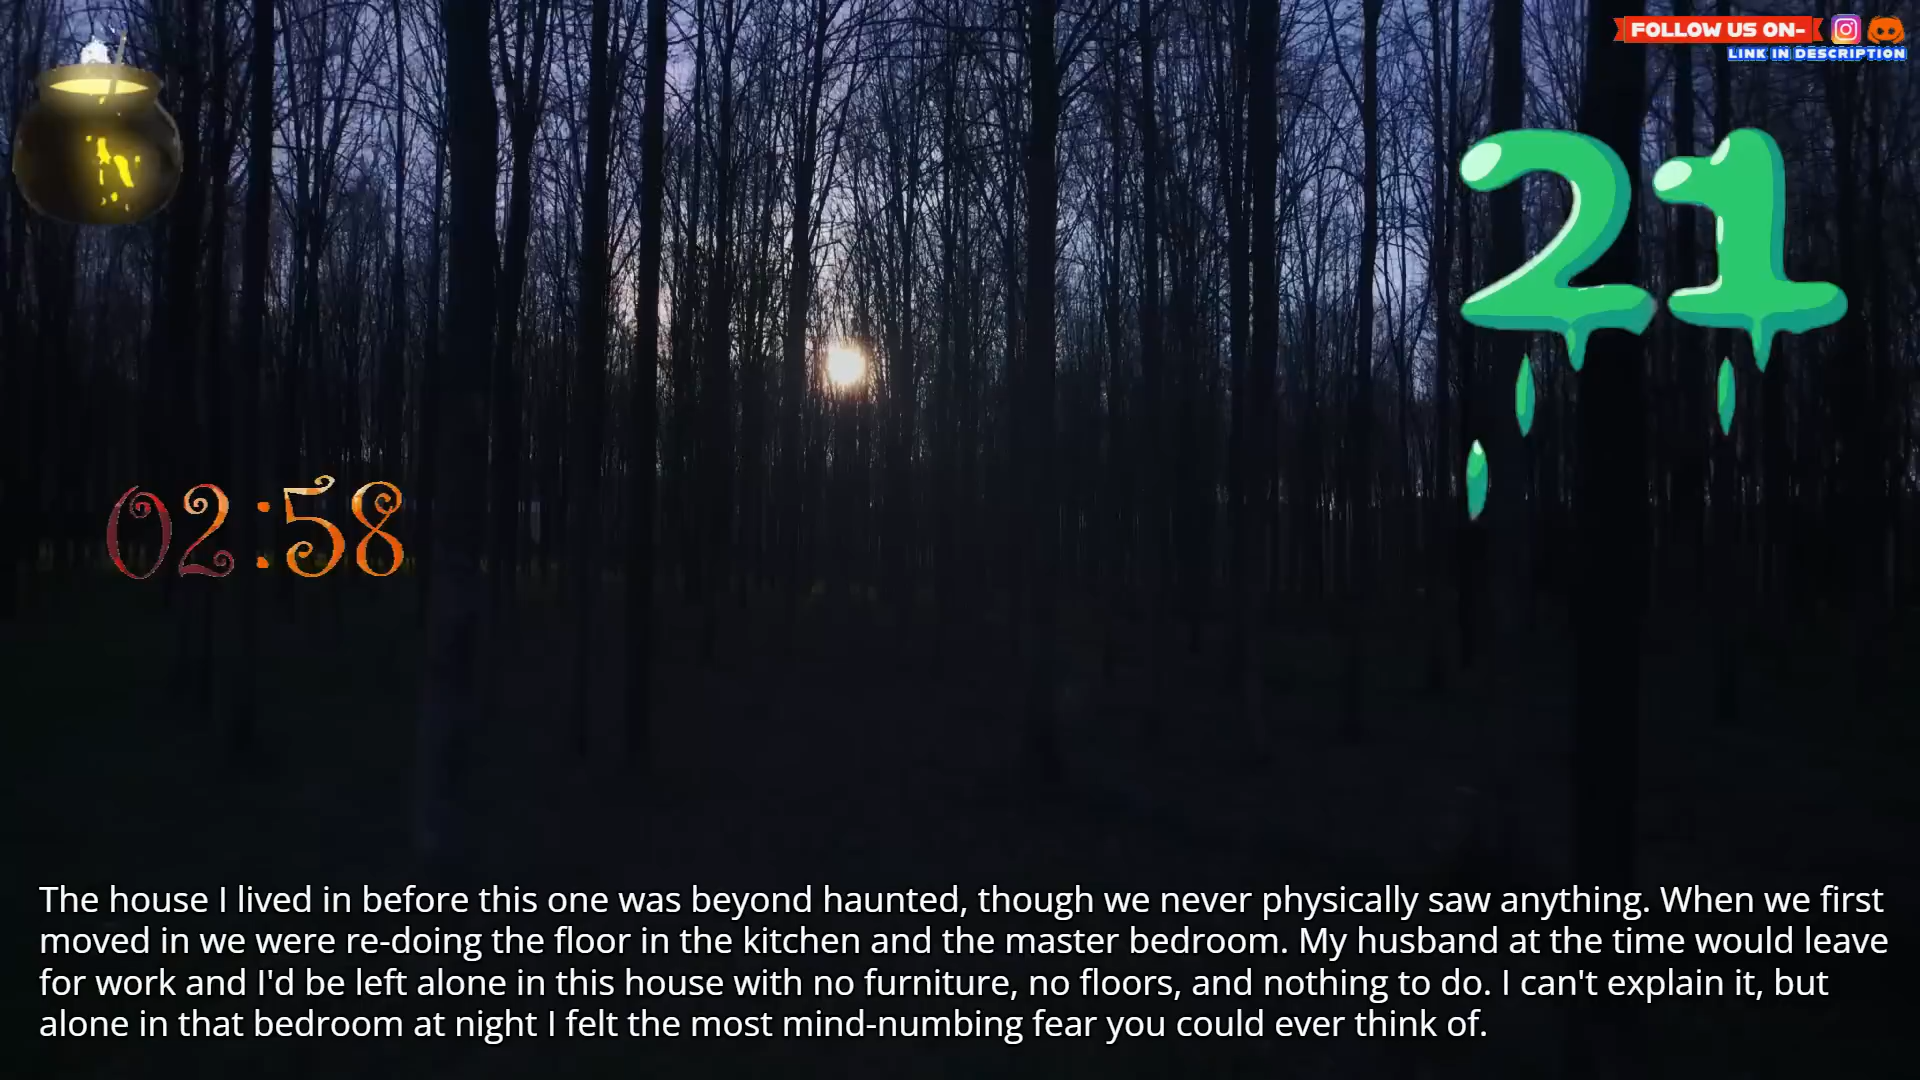 FOLLOW US ON-
LINK IN DESCRIPTION
21
02:58
The house I lived in before this one was beyond haunted, though we never physically saw anything. When we first
moved in we were re-doing the floor in the kitchen and the master bedroom. My husband at the time would leave
for work and I'd be left alone in this house with no furniture, no floors, and nothing to do. I can't explain it, but
alone in that bedroom at night I felt the most mind-numbing fear you could ever think of.